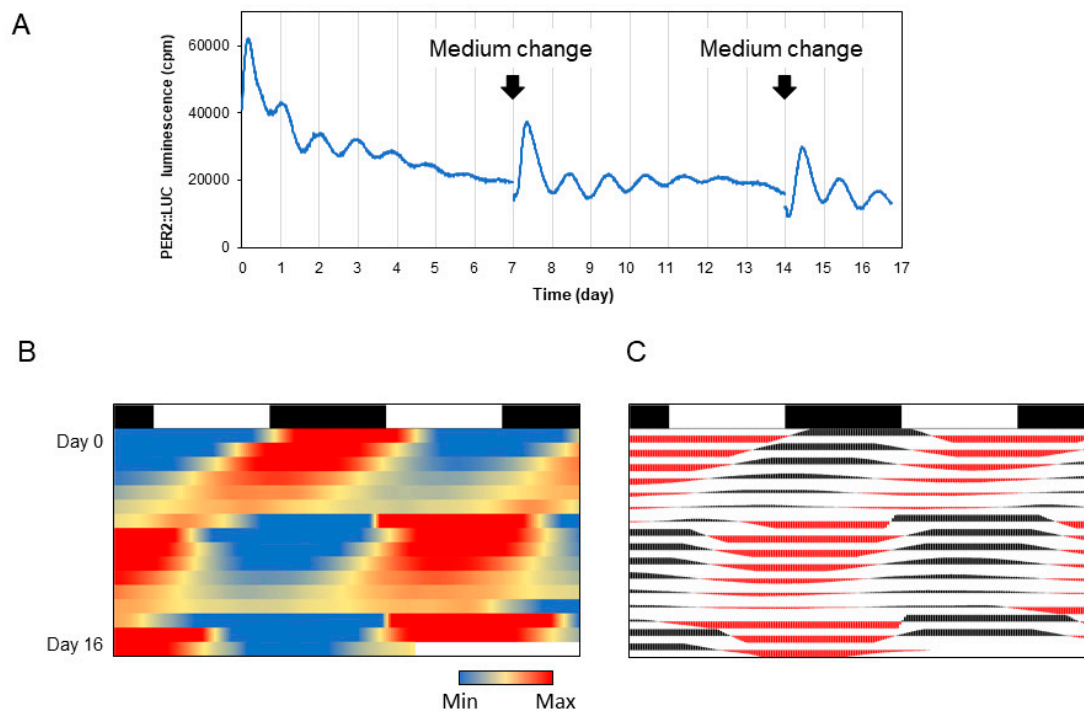 A
60000
40000
20000
0
PER2::LUC luminescence (cpm)
Medium change
Medium change
0 1 2 3 4 5 6 7 8 9 10 11 12 13 14 15 16 17
Time (day)
B
C
Day 0
Day 16
Min
Max